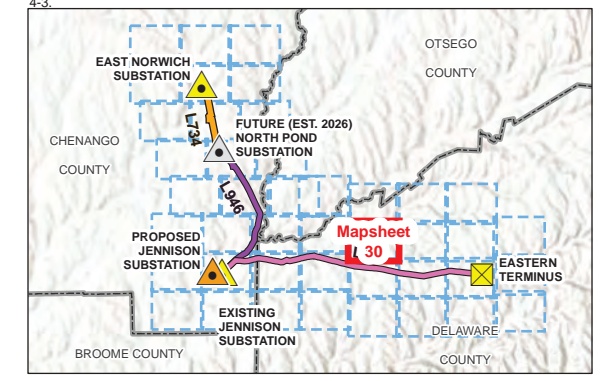 4-3.
OTSEGO
COUNTY
EAST NORWICH
SUBSTATION
L734
FUTURE (EST. 2026)
NORTH POND
SUBSTATION
CHENANGO
COUNTY
L946
PROPOSED
JENNISON
SUBSTATION
Mapsheet
30
EASTERN
TERMINUS
EXISTING
JENNISON
SUBSTATION
DELAWARE
COUNTY
BROOME COUNTY